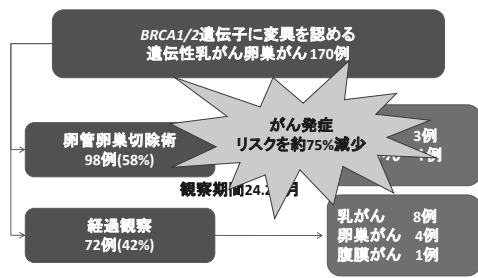 BRCA1/2遺伝子に変異を認める
遺伝性乳がん卵巣がん 170例
がん発症
リスクを約75%減少
卵管卵巣切除術
98例(58%)
3例
観察期間24.2
月
経過観察
72例(42%)
乳がん 8例
卵巣がん 4例
腹膜がん 1例